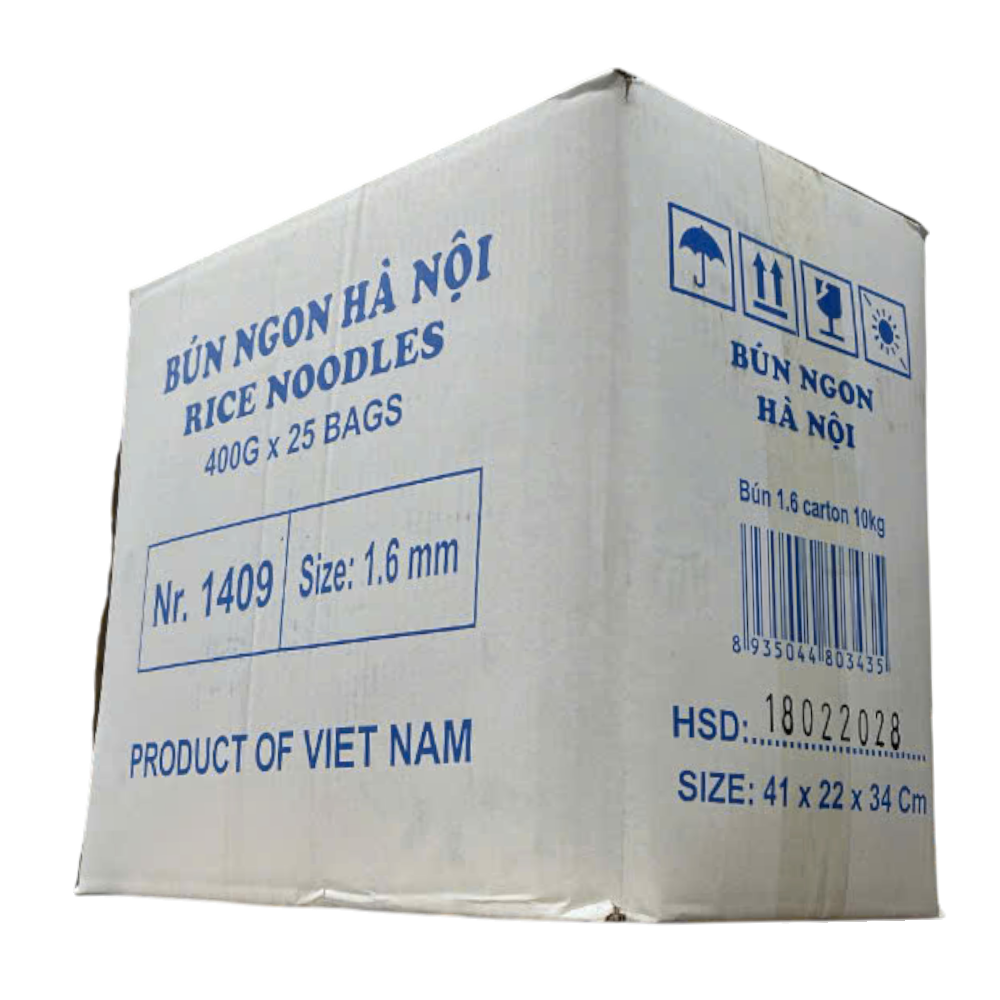 BÚN NGON HÀ NỘI
RICE NOODLES
400G x 25 BAGS
Nr. 1409
Size: 1.6 mm
PRODUCT OF VIET NAM
BÚN NGON
HÀ NỘI
Bún 1.6 carton 10kg
8 935044 803435
HSD: 18022028
SIZE: 41 x 22 x 34 Cm